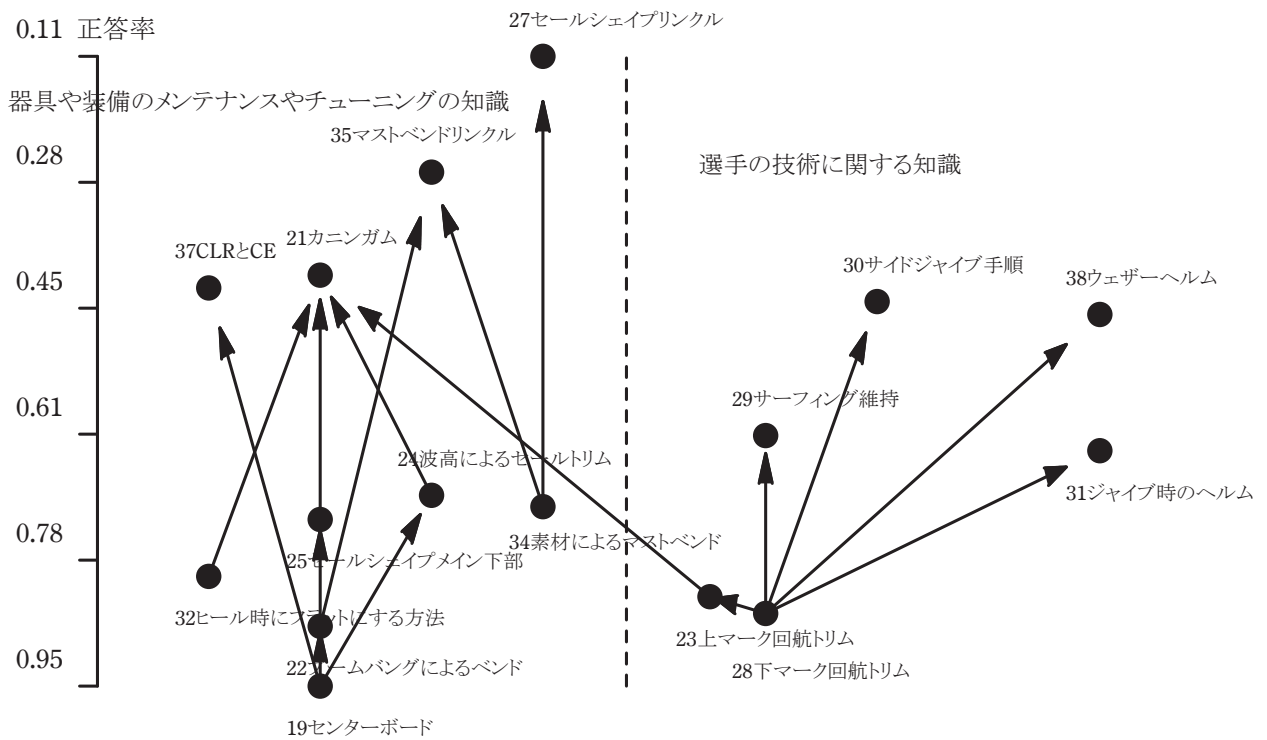 0.11 正答率
27セールシェイプリンクル
器具や装備のメンテナンスやチューニングの知識
35マストベンドリンクル
0.28
選手の技術に関する知識
37CLRとCE
21カニンガム
30サイドジャイブ手順
38ウェザーヘルム
0.45
29サーフィング維持
0.61
24波高によるセールトリム
31ジャイブ時のヘルム
0.78
34素材によるマストベンド
25セールシェイプメイン下部
32ヒール時にフラットにする方法
23上マーク回航トリム
0.95
22ブームバングによるベンド
28下マーク回航トリム
19センターボード